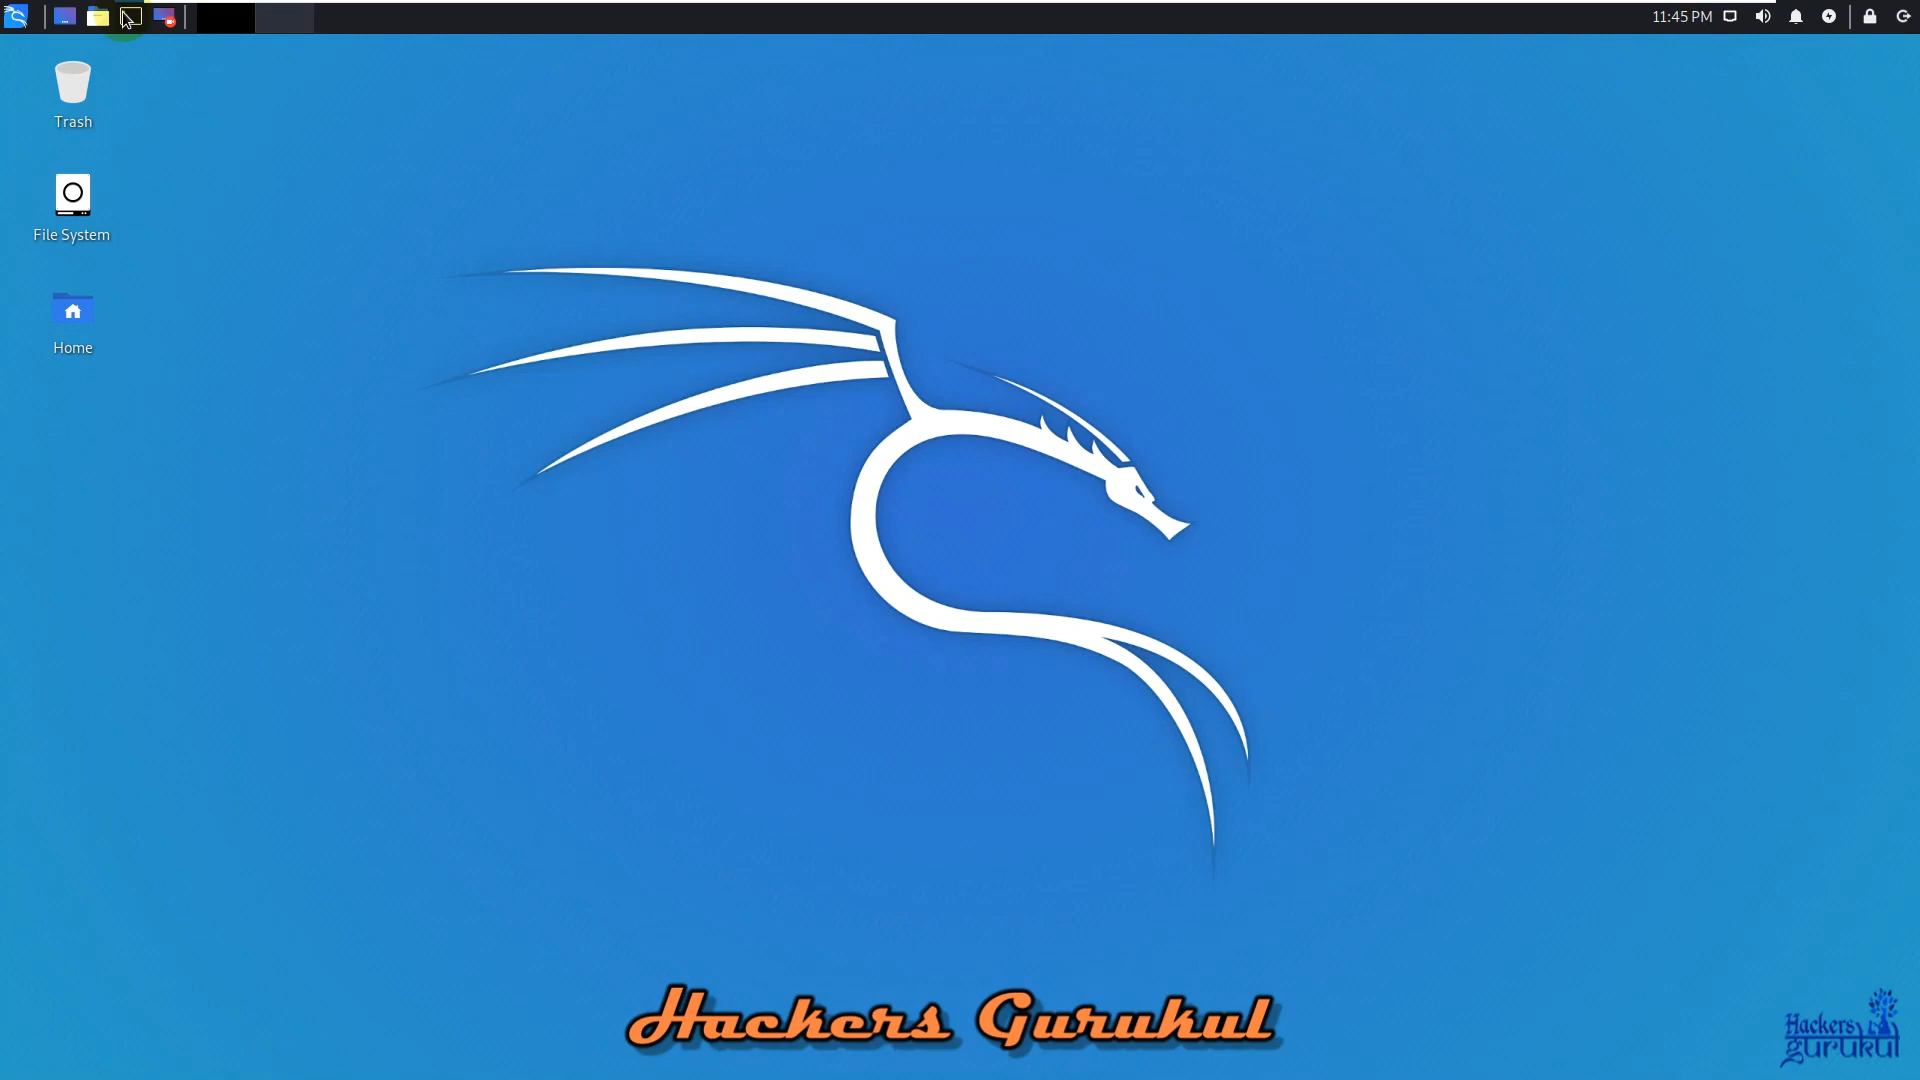 11:45 PM
Trash
File System
Home
Hackers Gurukul
Hackers
gurukul